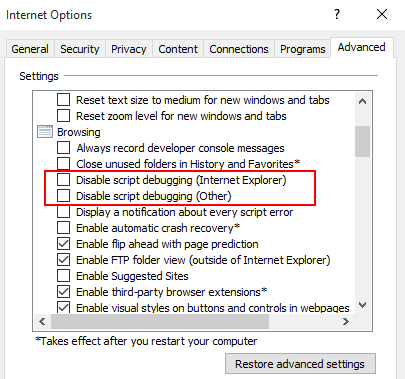 Internet Options
?
General Security Privacy Content Connections Programs Advanced
Settings
Reset text size to medium for new windows and tabs
Reset zoom level for new windows and tabs
Browsing
Always record developer console messages
Close unused folders in History and Favorites*
Disable script debugging (Internet Explorer)
Disable script debugging (Other)
Display a notification about every script error
Enable automatic crash recovery*
Enable flip ahead with page prediction
Enable FTP folder view (outside of Internet Explorer)
Enable Suggested Sites
Enable third-party browser extensions*
Enable visual styles on buttons and controls in webpages
*Takes effect after you restart your computer
Restore advanced settings